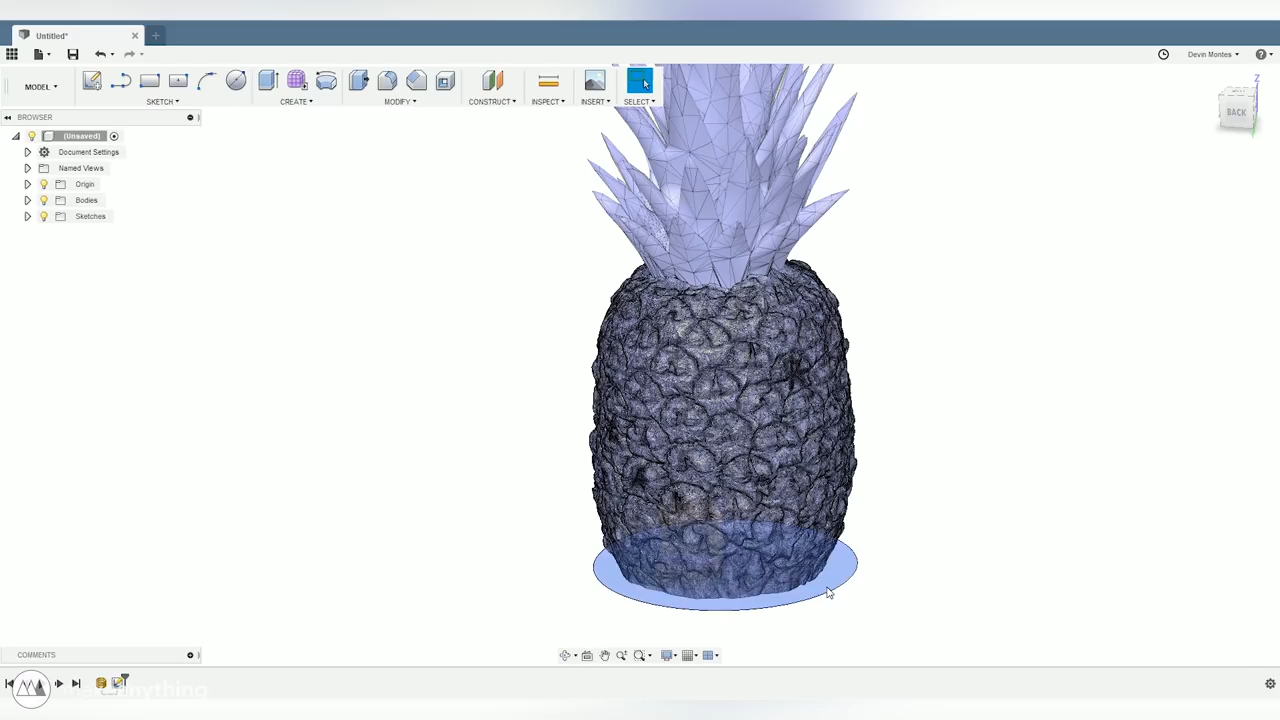 Untitled*
Devin Montes
MODEL
SKETCH
CREATE
MODIFY
CONSTRUCT
INSPECT
INSERT
SELECT
BROWSER
(Unsaved)
Document Settings
Named Views
Origin
Bodies
Sketches
Z
BACK
COMMENTS
anything